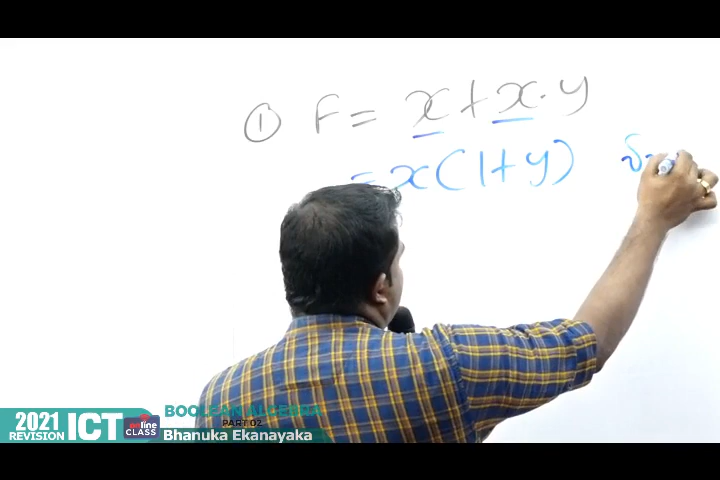 ① F = x + x . y
= x ( 1 + y )
2021 REVISION ICT online CLASS
BOOLEAN ALGEBRA
PART 02
Bhanuka Ekanayaka